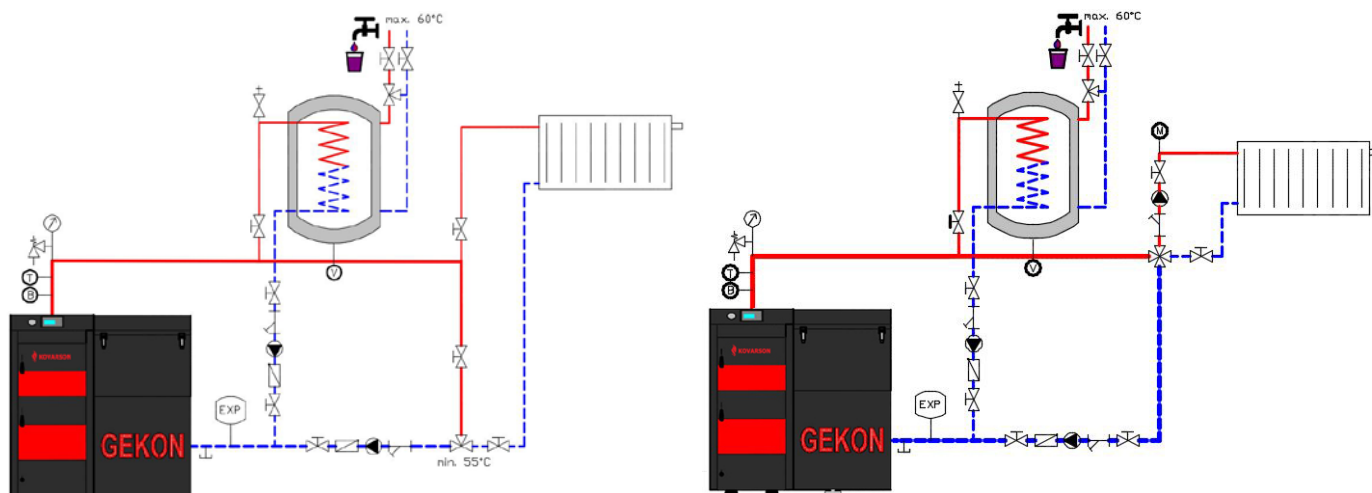 max. 60°C
T
B
V
KOVARSON
EXP
GEKON
min. 55°C
max. 60°C
M
T
B
V
KOVARSON
EXP
GEKON